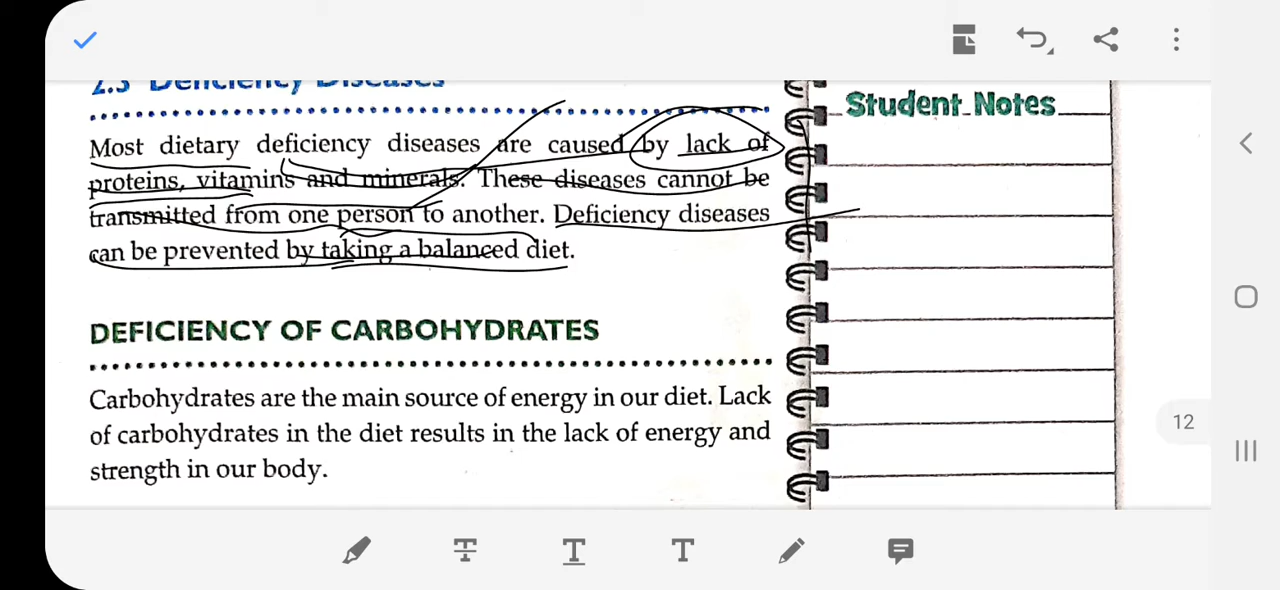 2.3 Deficiency Diseases
Student Notes
Most dietary deficiency diseases are caused by lack of
proteins, vitamins and minerals. These diseases cannot be
transmitted from one person to another. Deficiency diseases
can be prevented by taking a balanced diet.
DEFICIENCY OF CARBOHYDRATES
Carbohydrates are the main source of energy in our diet. Lack
of carbohydrates in the diet results in the lack of energy and
strength in our body.
12
T
T
T